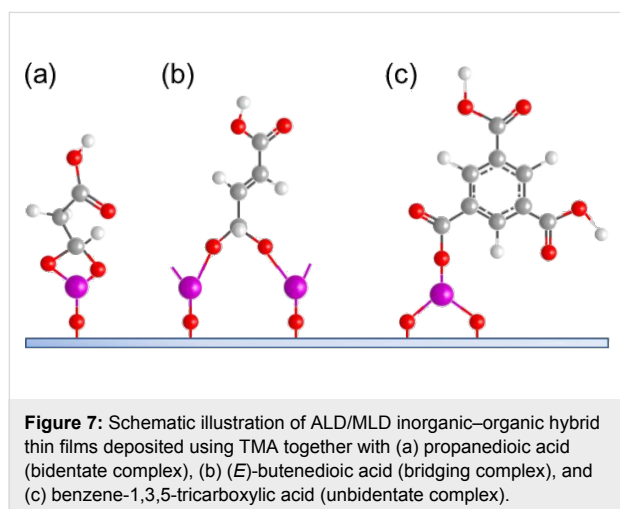 (a) (b) (c)
Figure 7: Schematic illustration of ALD/MLD inorganic–organic hybrid
thin films deposited using TMA together with (a) propanedioic acid
(bidentate complex), (b) (E)-butenedioic acid (bridging complex), and
(c) benzene-1,3,5-tricarboxylic acid (unbidentate complex).